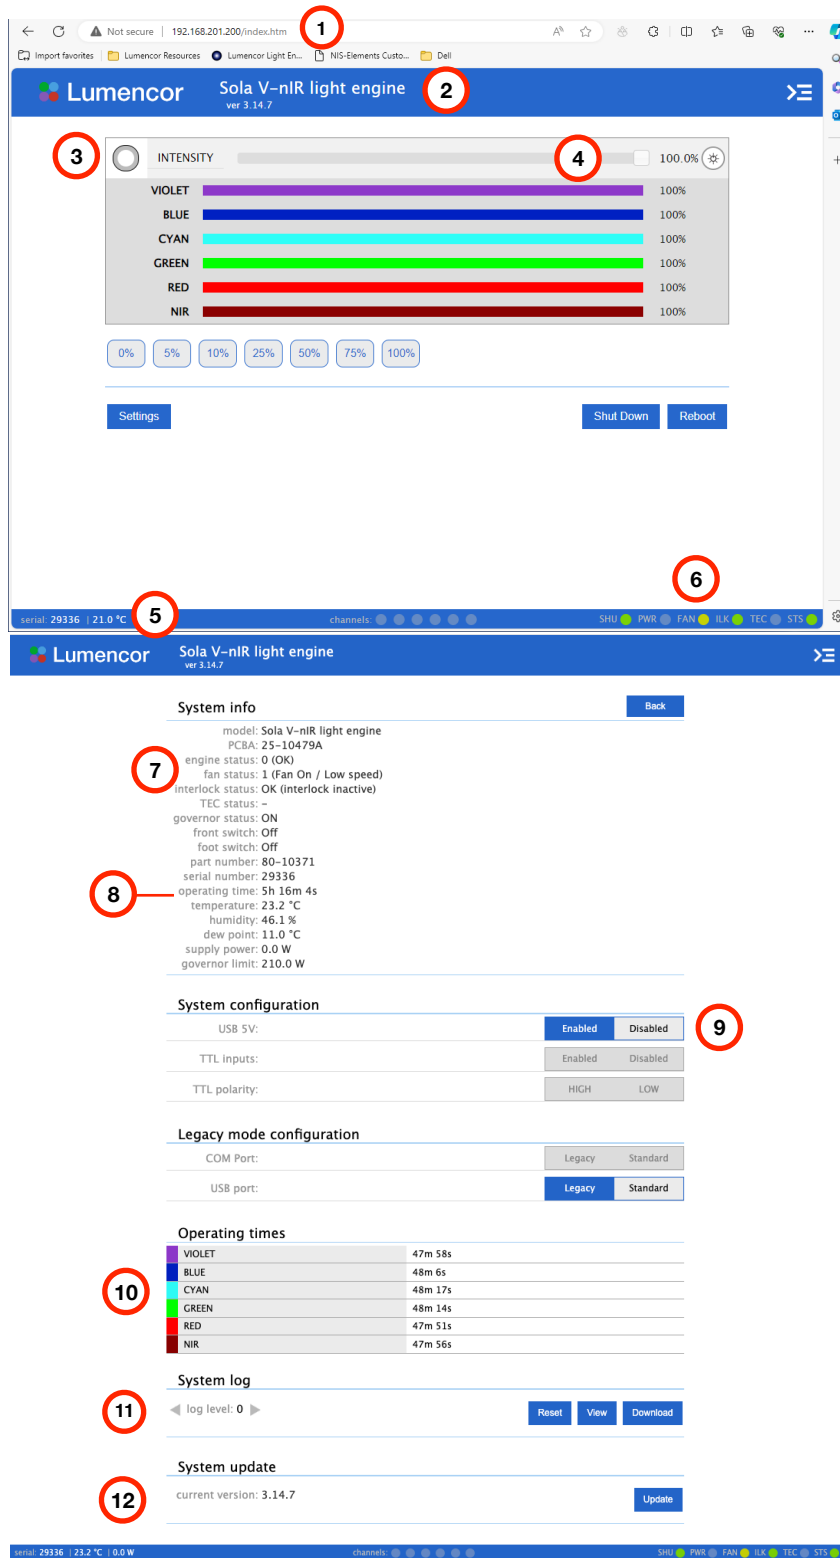 Not secure | 192.168.201.200/index.htm
1
Import favorites Lumencor Resources Lumencor Light En... NIS-Elements Custo... Dell
Lumencor
Sola V-nIR light engine
ver 3.14.7
2
3
INTENSITY
4
100.0%
VIOLET 100%
BLUE 100%
CYAN 100%
GREEN 100%
RED 100%
NIR 100%
0% 5% 10% 25% 50% 75% 100%
Settings Shut Down Reboot
6
serial: 29336 | 21.0 °C
5
channels:
SHU PWR FAN ILK TEC STS
Lumencor
Sola V-nIR light engine
ver 3.14.7
System info
Back
model: Sola V-nIR light engine
PCBA: 25-10479A
7
engine status: 0 (OK)
fan status: 1 (Fan On / Low speed)
interlock status: OK (interlock inactive)
TEC status: –
governor status: ON
front switch: Off
foot switch: Off
part number: 80-10371
serial number: 29336
8
operating time: 5h 16m 4s
temperature: 23.2 °C
humidity: 46.1 %
dew point: 11.0 °C
supply power: 0.0 W
governor limit: 210.0 W
System configuration
USB 5V: Enabled Disabled
9
TTL inputs: Enabled Disabled
TTL polarity: HIGH LOW
Legacy mode configuration
COM Port: Legacy Standard
USB port: Legacy Standard
Operating times
VIOLET 47m 58s
BLUE 48m 6s
10
CYAN 48m 17s
GREEN 48m 14s
RED 47m 51s
NIR 47m 56s
System log
11
log level: 0
Reset View Download
System update
12
current version: 3.14.7
Update
serial: 29336 | 23.2 °C | 0.0 W channels: SHU PWR FAN ILK TEC STS